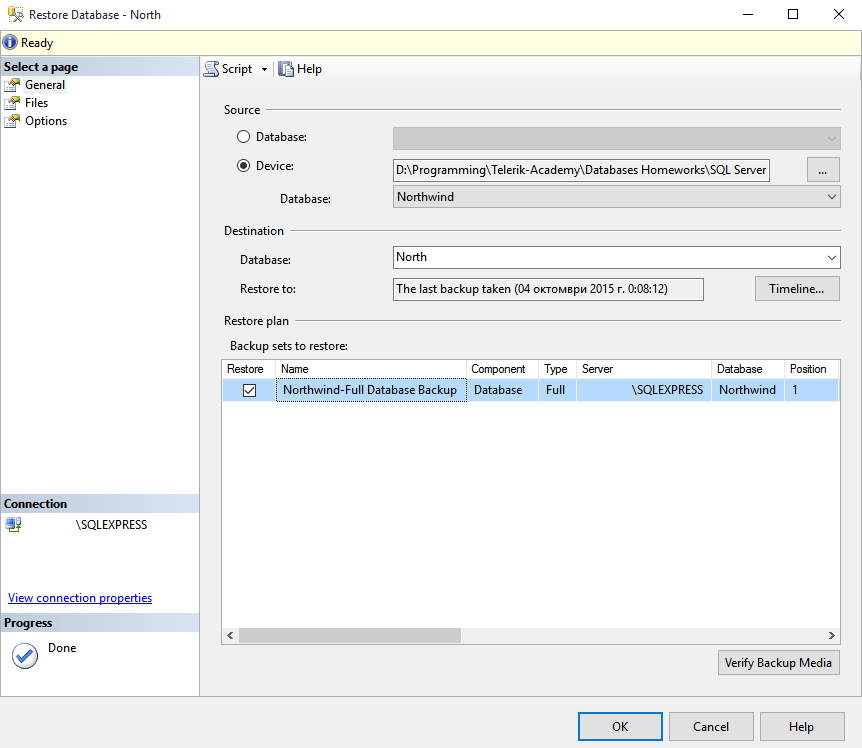 Restore Database - North
Ready
Select a page
General
Files
Options
Script
Help
Source
Database:
Device:
D:\Programming\Telerik-Academy\Databases Homeworks\SQL Server
...
Database:
Northwind
Destination
Database:
North
Restore to:
The last backup taken (04 октомври 2015 г. 0:08:12)
Timeline...
Restore plan
Backup sets to restore:
Restore Name Component Type Server Database Position
Northwind-Full Database Backup Database Full \SQLEXPRESS Northwind 1
Connection
\SQLEXPRESS
View connection properties
Progress
Done
Verify Backup Media
OK
Cancel
Help